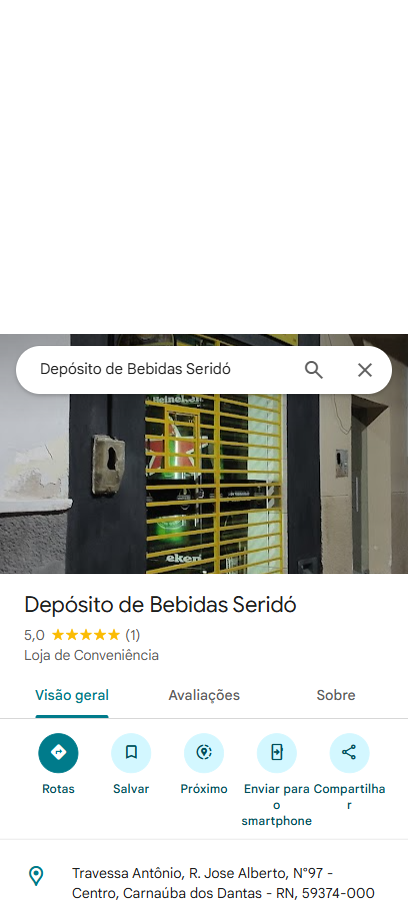 Depósito de Bebidas Seridó
Heineken
eken
Depósito de Bebidas Seridó
5,0 (1)
Loja de Conveniência
Visão geral Avaliações Sobre
Rotas Salvar Próximo Enviar para o smartphone Compartilhar
Travessa Antônio, R. Jose Alberto, N°97 -
Centro, Carnaúba dos Dantas - RN, 59374-000